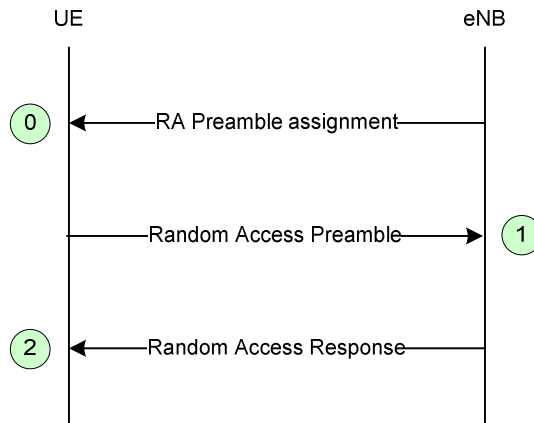 UE
eNB
0
RA Preamble assignment
Random Access Preamble
1
2
Random Access Response